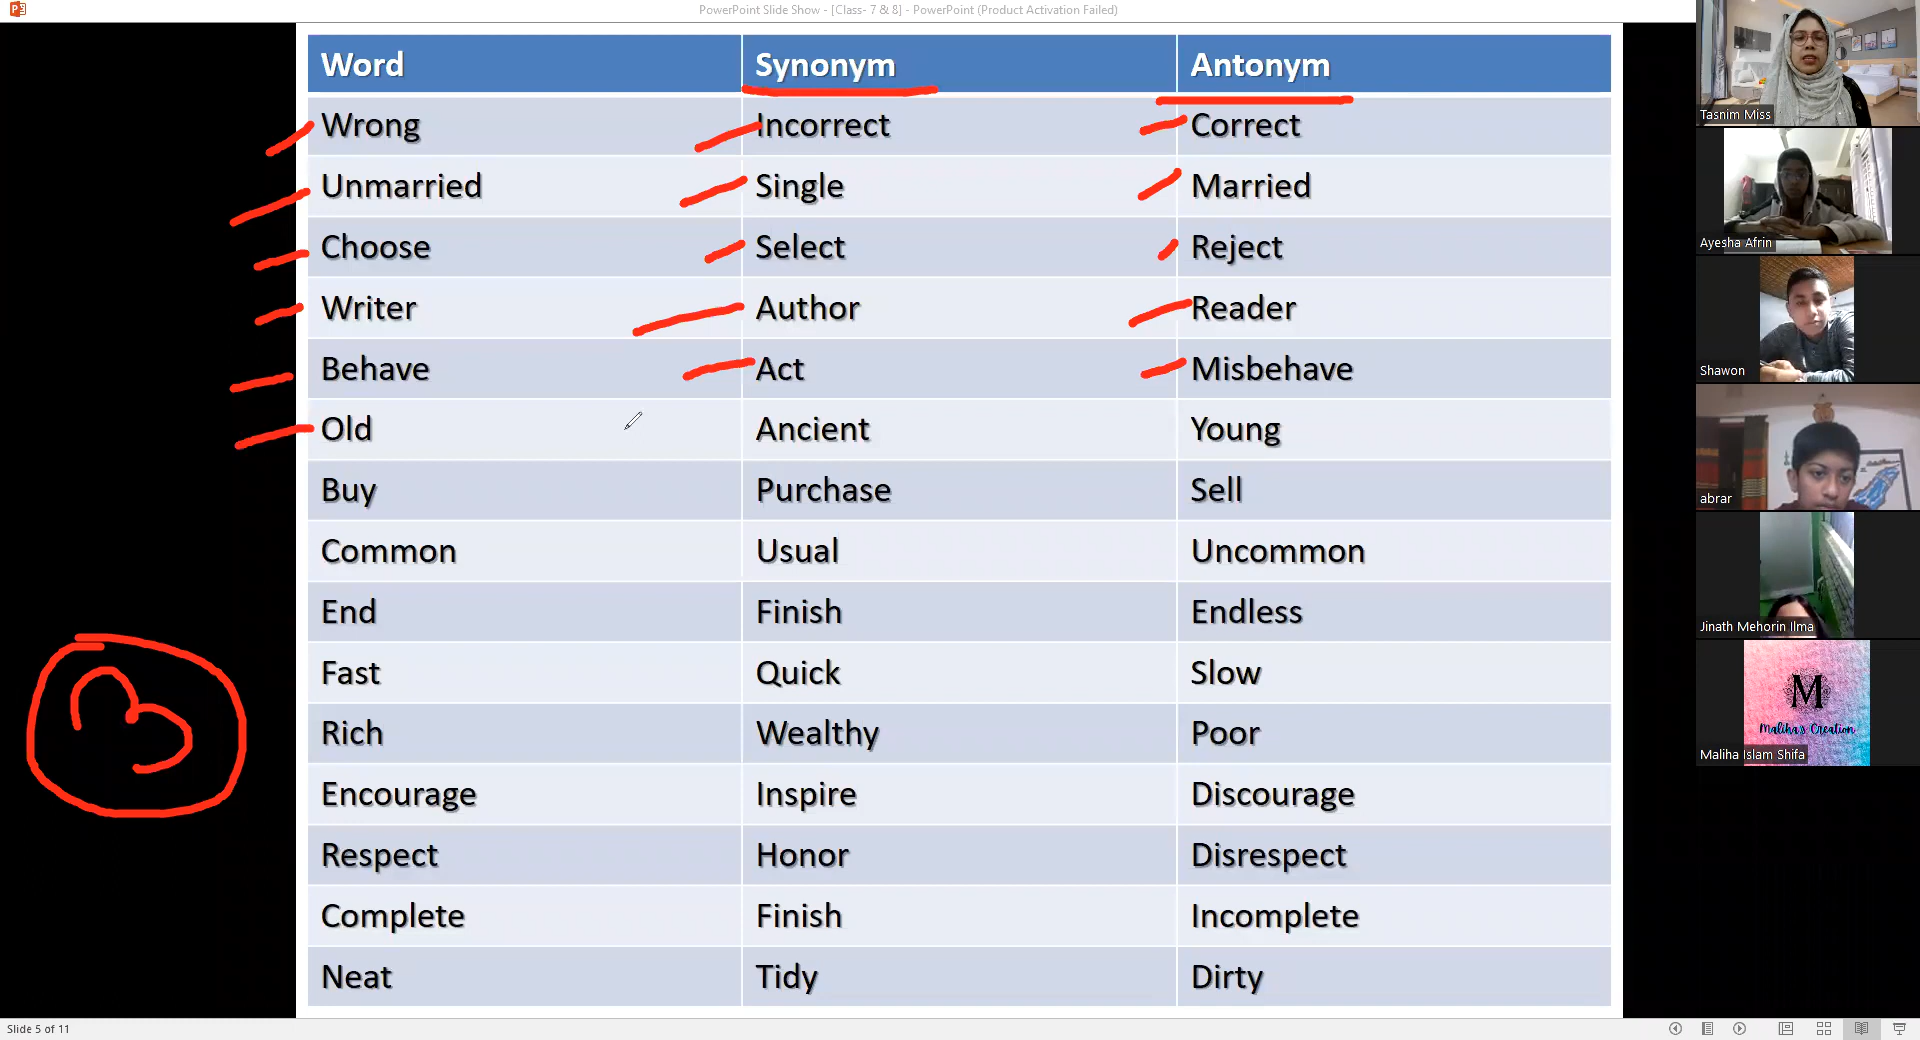 PowerPoint Slide Show - [Class- 7 & 8] - PowerPoint (Product Activation Failed)
Word Synonym Antonym
Wrong Incorrect Correct
Unmarried Single Married
Choose Select Reject
Writer Author Reader
Behave Act Misbehave
Old Ancient Young
Buy Purchase Sell
Common Usual Uncommon
End Finish Endless
Fast Quick Slow
Rich Wealthy Poor
Encourage Inspire Discourage
Respect Honor Disrespect
Complete Finish Incomplete
Neat Tidy Dirty
Slide 5 of 11
Tasnim Miss
Ayesha Afrin
Shawon
abrar
Jinath Mehorin Ilma
M
Maliha's Creation
Maliha Islam Shifa